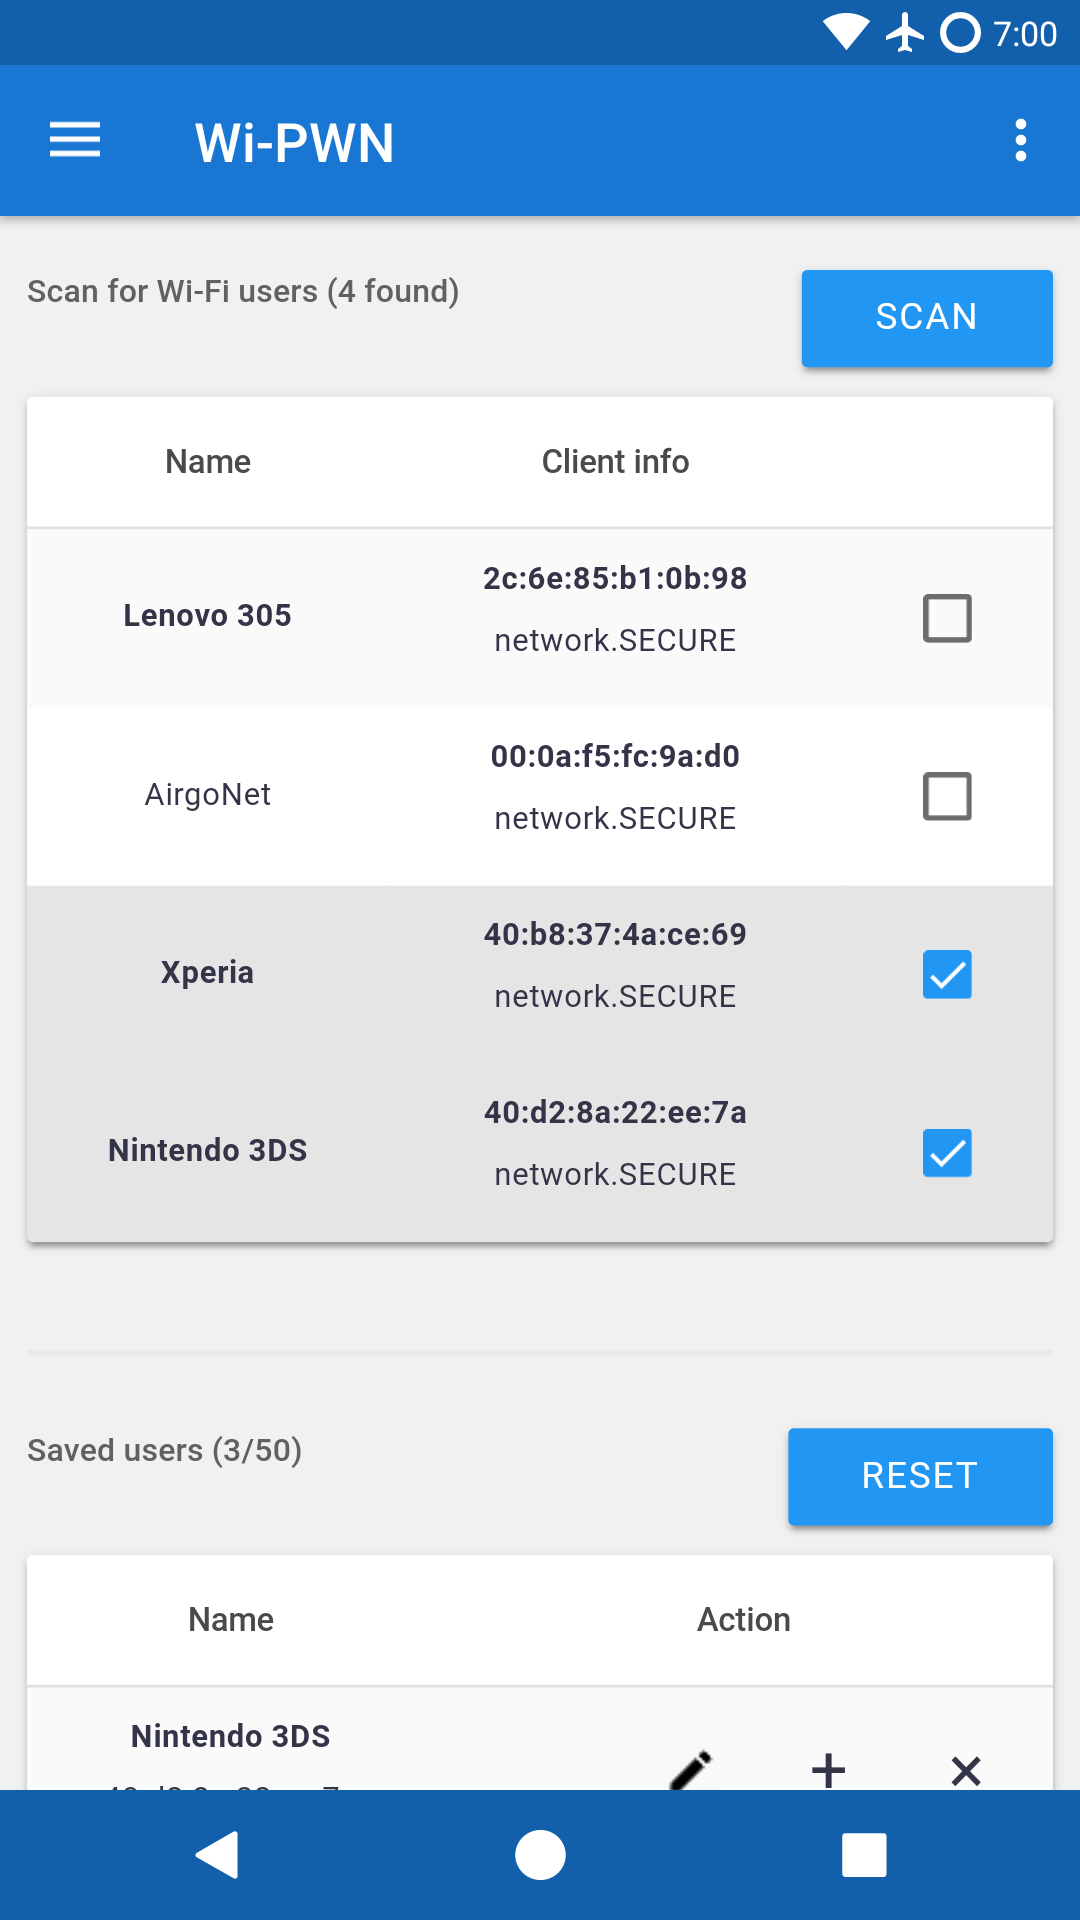 7:00
Wi-PWN
Scan for Wi-Fi users (4 found)
SCAN
Name Client info
2c:6e:85:b1:0b:98
Lenovo 305
network.SECURE
00:0a:f5:fc:9a:d0
AirgoNet
network.SECURE
40:b8:37:4a:ce:69
Xperia
network.SECURE
40:d2:8a:22:ee:7a
Nintendo 3DS
network.SECURE
Saved users (3/50)
RESET
Name Action
Nintendo 3DS